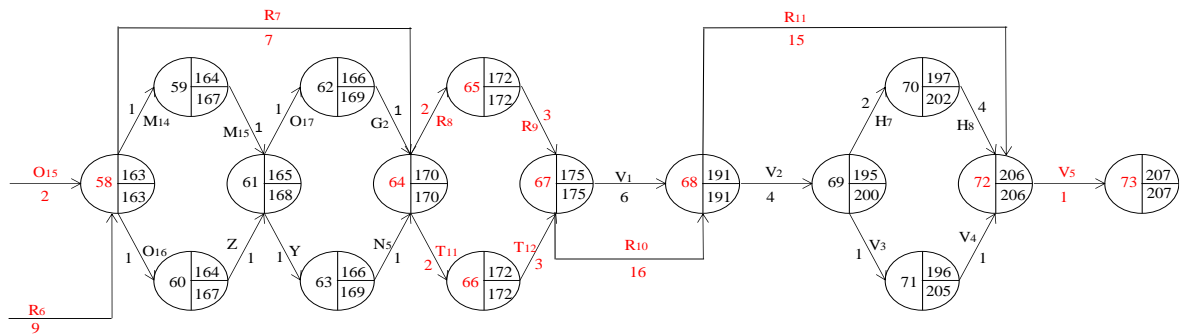 R7
7
R11
15
59 164 167
62 166 169
65 172 172
70 197 202
1 M14
M15 1
1 O17
1 G2
2 R8
3 R9
2 H7
4 H8
O15
2
58 163 163
61 165 168
64 170 170
67 175 175
V1
6
68 191 191
V2
4
69 195 200
72 206 206
V5
1
73 207 207
O16 1
Z 1
Y 1
N5 1
T11 2
T12 3
R10
16
V3 1
V4 1
60 164 167
63 166 169
66 172 172
71 196 205
R6
9